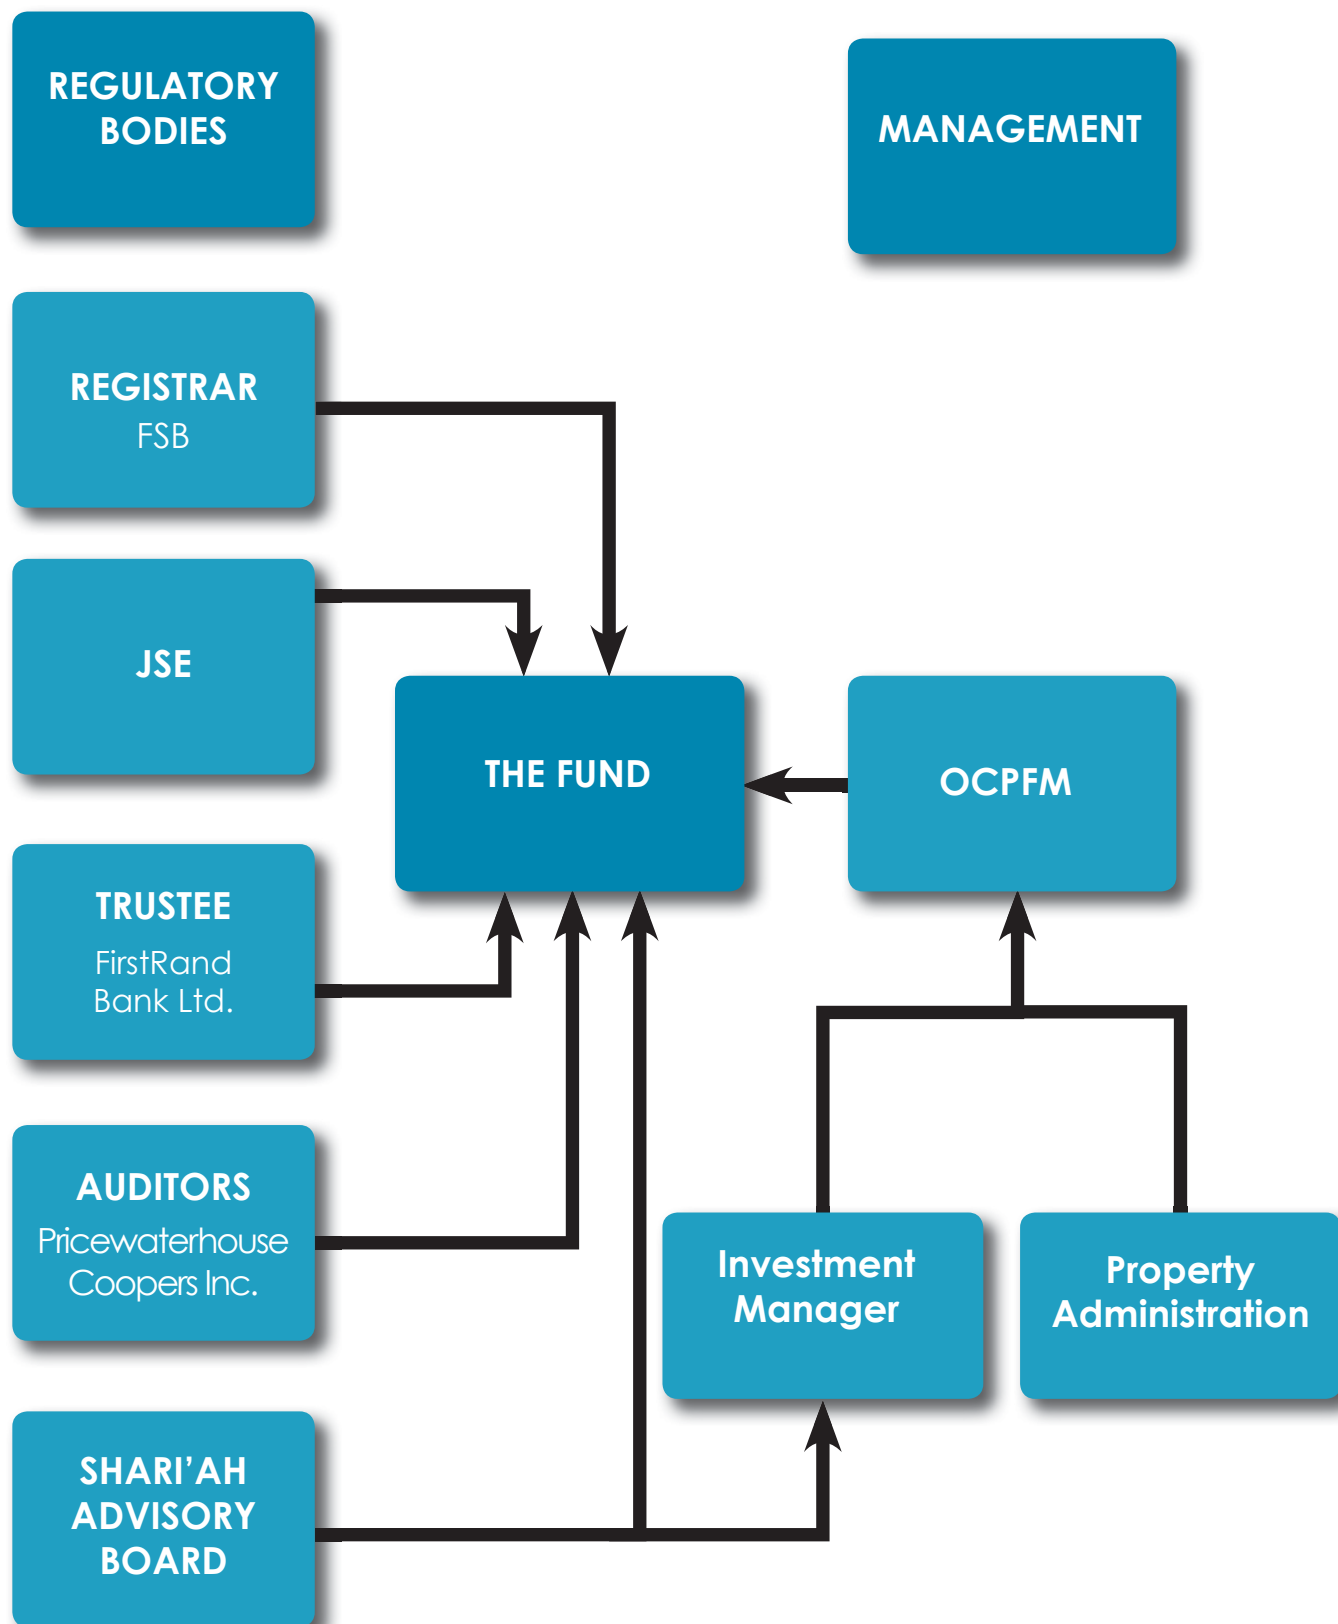 REGULATORY
BODIES
MANAGEMENT
REGISTRAR
FSB
JSE
THE FUND
OCPFM
TRUSTEE
FirstRand
Bank Ltd.
AUDITORS
Pricewaterhouse
Coopers Inc.
Investment
Manager
Property
Administration
SHARI’AH
ADVISORY
BOARD